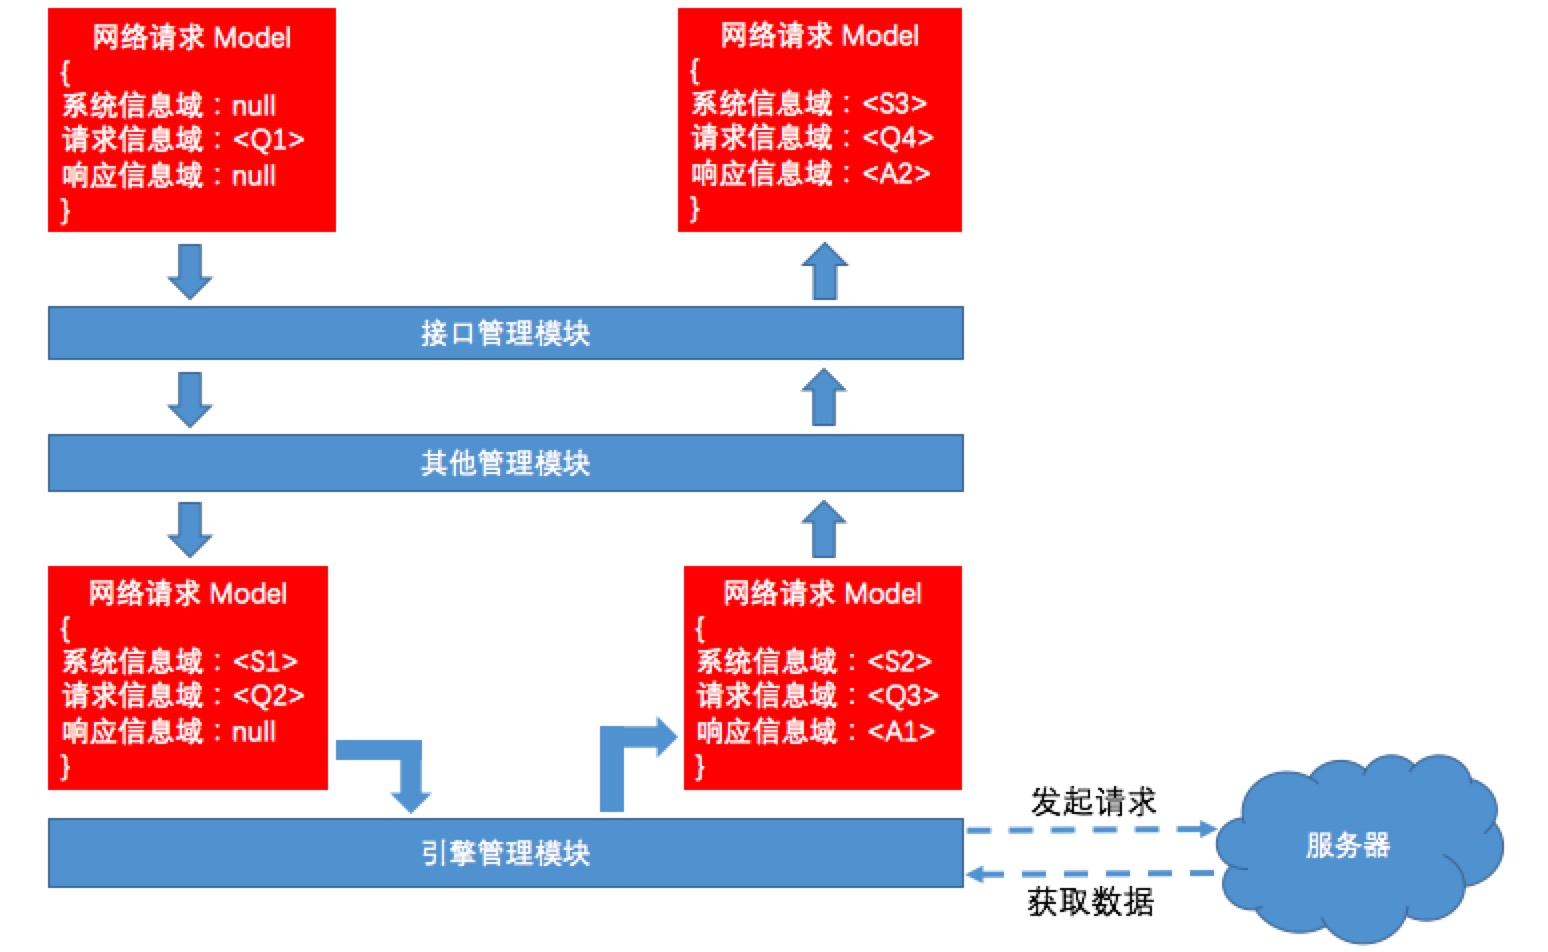 网络请求 Model
{
系统信息域：null
请求信息域：<Q1>
响应信息域：null
}
网络请求 Model
{
系统信息域：<S3>
请求信息域：<Q4>
响应信息域：<A2>
}
接口管理模块
其他管理模块
网络请求 Model
{
系统信息域：<S1>
请求信息域：<Q2>
响应信息域：null
}
网络请求 Model
{
系统信息域：<S2>
请求信息域：<Q3>
响应信息域：<A1>
}
引擎管理模块
发起请求
获取数据
服务器